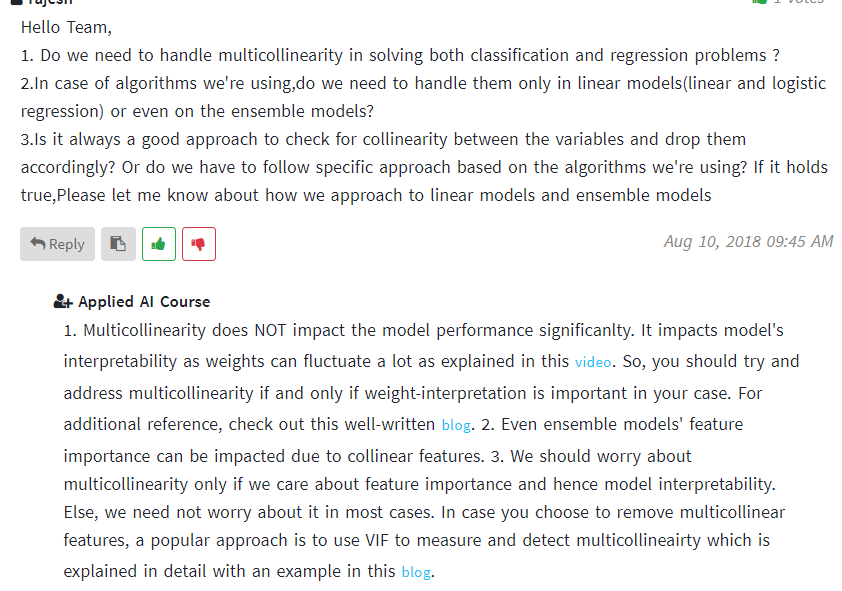 rajesh
1 votes
Hello Team,
1. Do we need to handle multicollinearity in solving both classification and regression problems ?
2.In case of algorithms we're using,do we need to handle them only in linear models(linear and logistic
regression) or even on the ensemble models?
3.Is it always a good approach to check for collinearity between the variables and drop them
accordingly? Or do we have to follow specific approach based on the algorithms we're using? If it holds
true,Please let me know about how we approach to linear models and ensemble models
Reply
Aug 10, 2018 09:45 AM
Applied AI Course
1. Multicollinearity does NOT impact the model performance significanlty. It impacts model's
interpretability as weights can fluctuate a lot as explained in this video. So, you should try and
address multicollinearity if and only if weight-interpretation is important in your case. For
additional reference, check out this well-written blog. 2. Even ensemble models' feature
importance can be impacted due to collinear features. 3. We should worry about
multicollinearity only if we care about feature importance and hence model interpretability.
Else, we need not worry about it in most cases. In case you choose to remove multicollinear
features, a popular approach is to use VIF to measure and detect multicollineairty which is
explained in detail with an example in this blog.